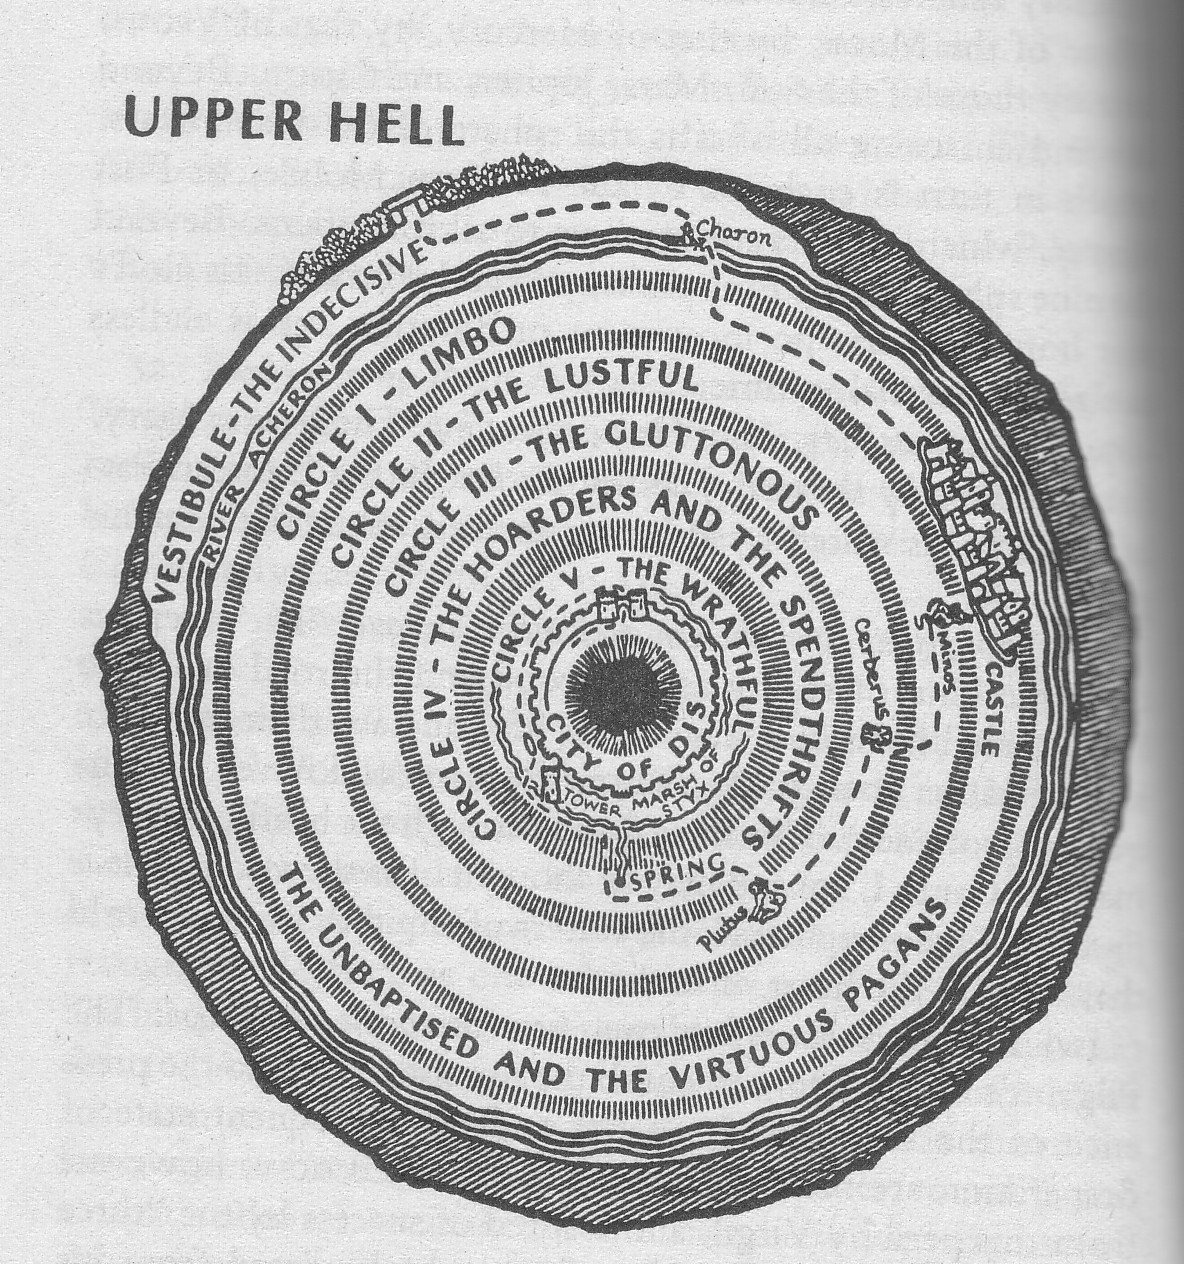 UPPER HELL
Charon
VESTIBULE-THE INDECISIVE
RIVER ACHERON
CIRCLE I - LIMBO
CIRCLE II - THE LUSTFUL
CIRCLE III - THE GLUTTONOUS
CIRCLE IV - THE HOARDERS AND THE SPENDTHRIFTS
CIRCLE V - THE WRATHFUL
CITY OF DIS
TOWER
MARSH OF
STYX
SPRING
Cerberus
Minos
CASTLE
Plutus
THE UNBAPTISED AND THE VIRTUOUS PAGANS